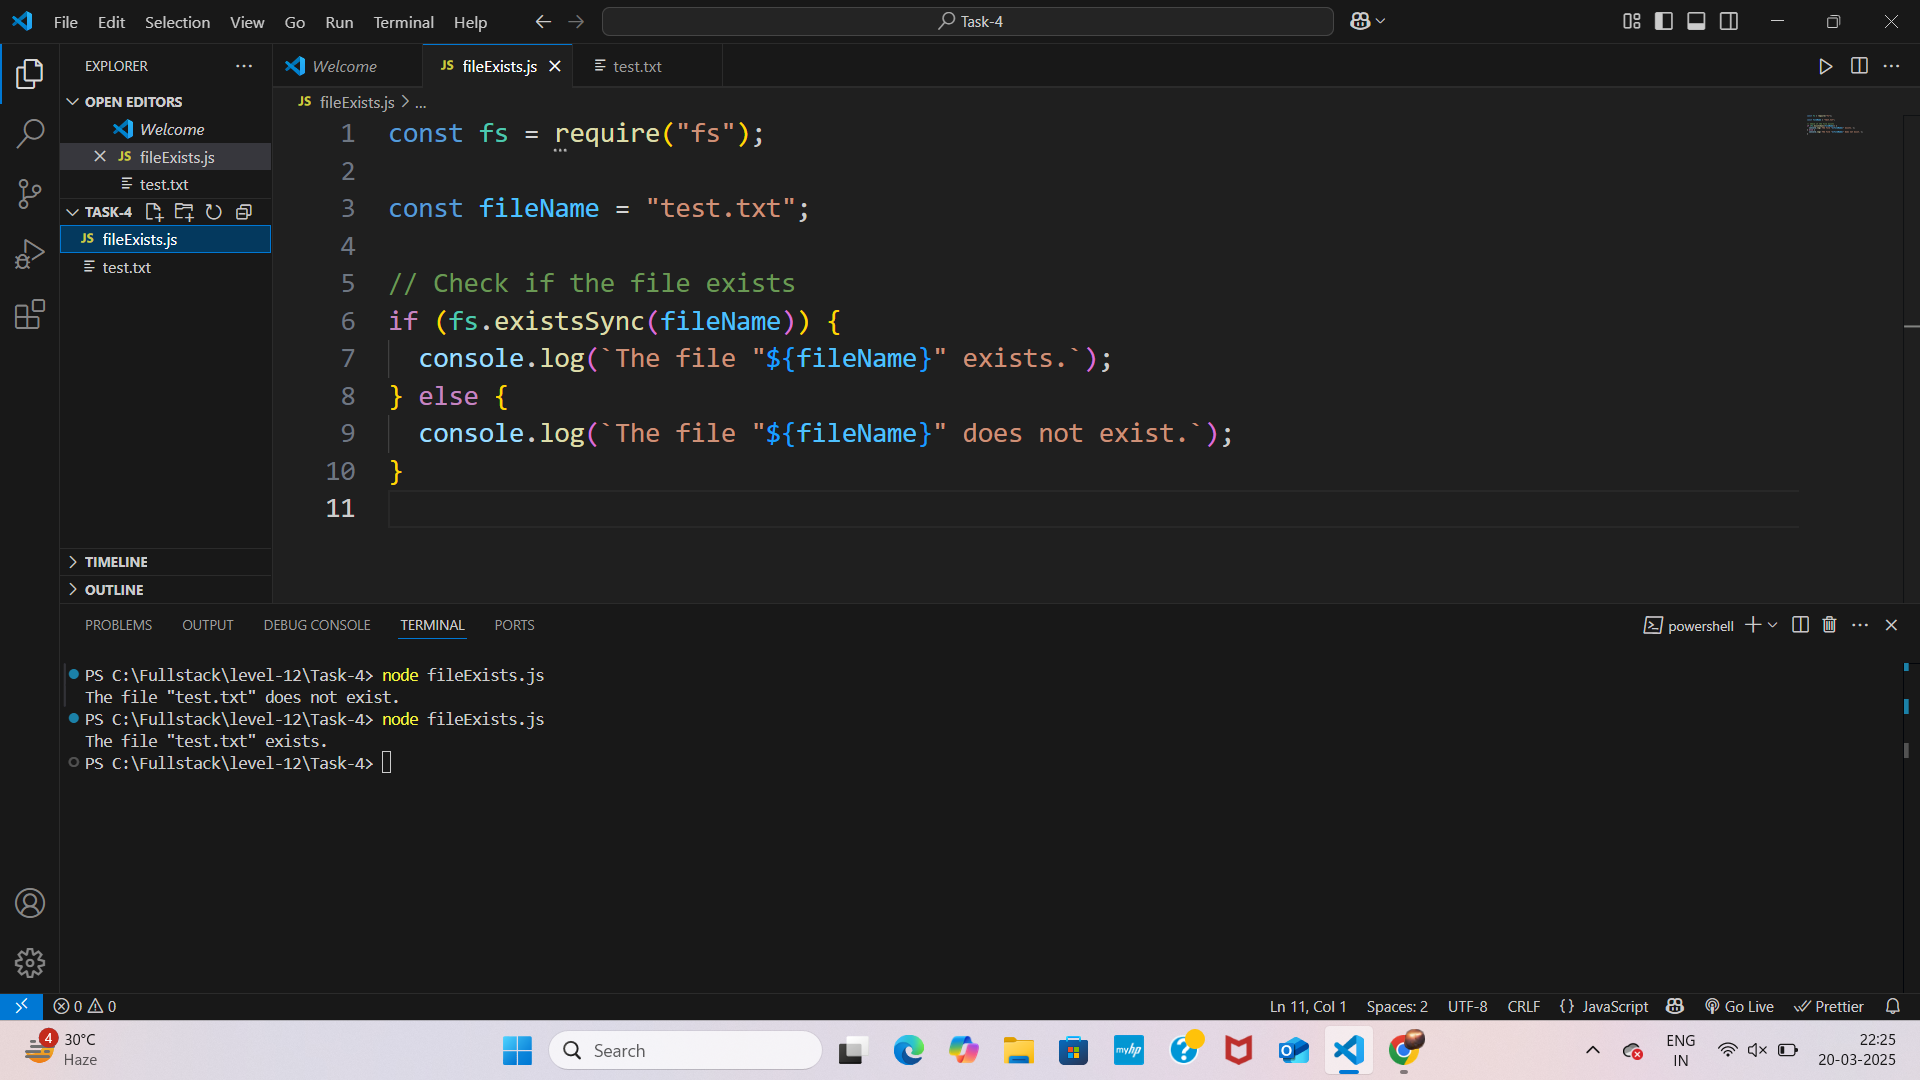 File Edit Selection View Go Run Terminal Help
Task-4
EXPLORER
OPEN EDITORS
Welcome
JS fileExists.js
test.txt
TASK-4
JS fileExists.js
test.txt
TIMELINE
OUTLINE
Welcome JS fileExists.js test.txt
JS fileExists.js > ...
1 const fs = require("fs");
2
3 const fileName = "test.txt";
4
5 // Check if the file exists
6 if (fs.existsSync(fileName)) {
7 console.log(`The file "${fileName}" exists.`);
8 } else {
9 console.log(`The file "${fileName}" does not exist.`);
10 }
11
PROBLEMS OUTPUT DEBUG CONSOLE TERMINAL PORTS
powershell
PS C:\Fullstack\level-12\Task-4> node fileExists.js
The file "test.txt" does not exist.
PS C:\Fullstack\level-12\Task-4> node fileExists.js
The file "test.txt" exists.
PS C:\Fullstack\level-12\Task-4>
0 0 Ln 11, Col 1 Spaces: 2 UTF-8 CRLF {} JavaScript Go Live Prettier
4
30°C
Haze
Search
myhp
ENG
IN
22:25
20-03-2025